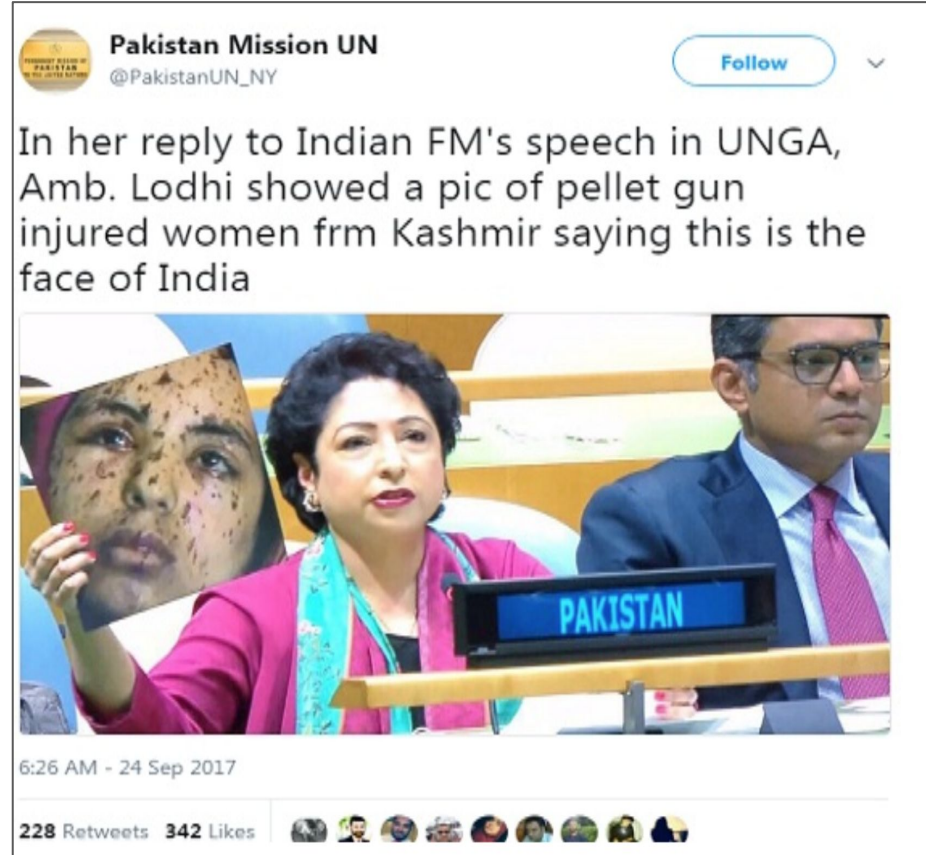 Pakistan Mission UN
@PakistanUN_NY
Follow
In her reply to Indian FM's speech in UNGA,
Amb. Lodhi showed a pic of pellet gun
injured women frm Kashmir saying this is the
face of India
PAKISTAN
6:26 AM - 24 Sep 2017
228 Retweets 342 Likes